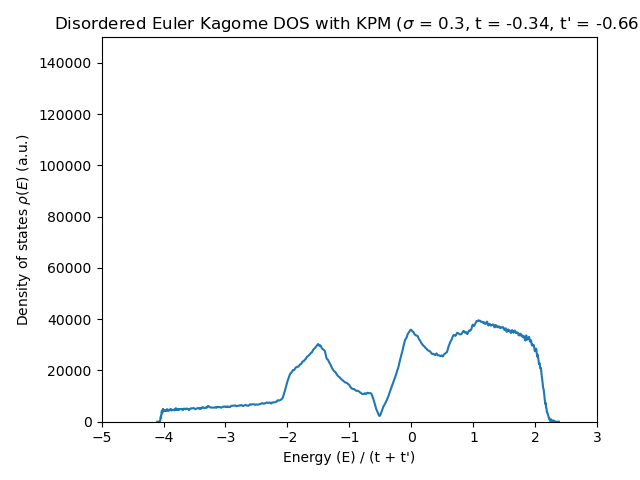 Disordered Euler Kagome DOS with KPM (σ = 0.3, t = -0.34, t' = -0.66
140000
120000
100000
80000
60000
40000
20000
0
Density of states ρ(E) (a.u.)
−5 −4 −3 −2 −1 0 1 2 3
Energy (E) / (t + t')